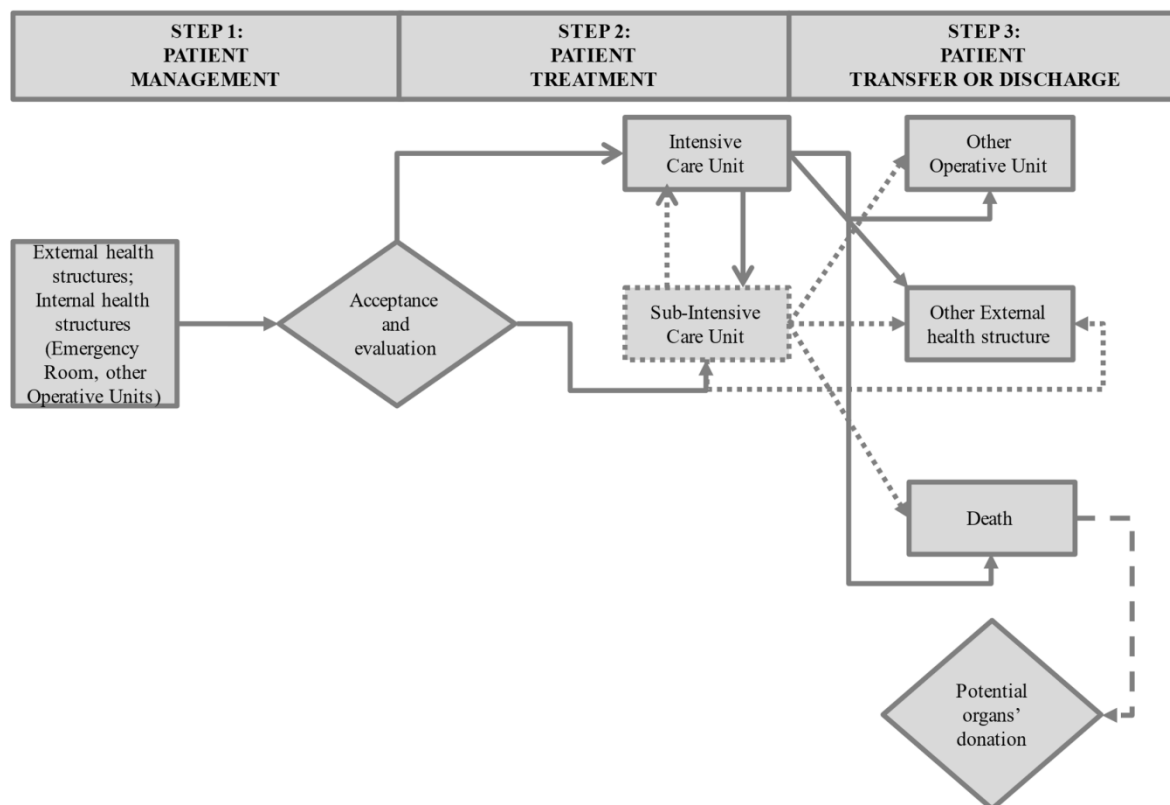 STEP 1:
PATIENT
MANAGEMENT
STEP 2:
PATIENT
TREATMENT
STEP 3:
PATIENT
TRANSFER OR DISCHARGE
Intensive
Care Unit
Other
Operative Unit
External health
structures;
Internal health
structures
(Emergency
Room, other
Operative Units)
Acceptance
and
evaluation
Sub-Intensive
Care Unit
Other External
health structure
Death
Potential
organs’
donation